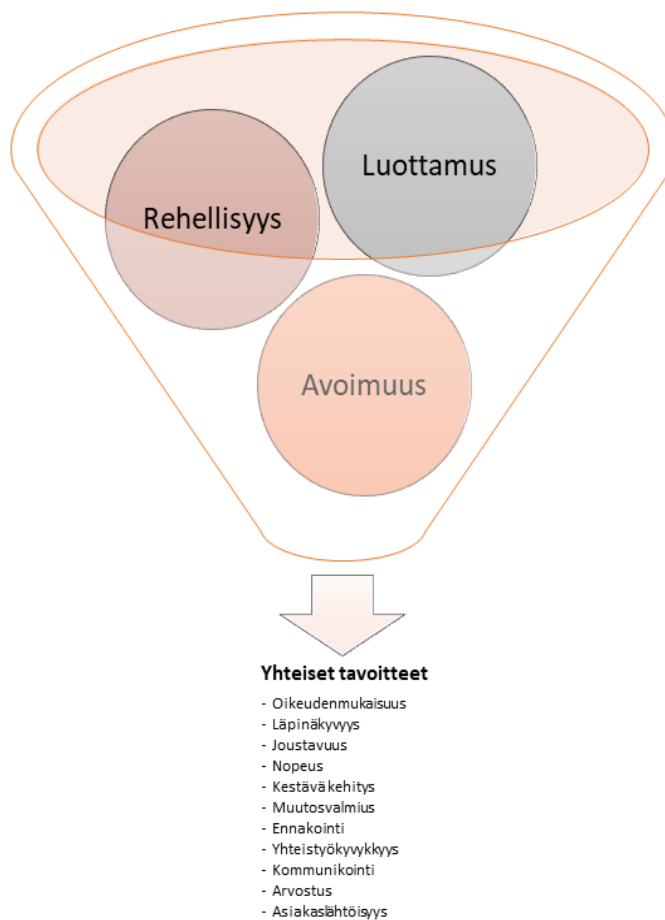 Luottamus
Rehellisyys
Avoimuus
Yhteiset tavoitteet
- Oikeudenmukaisuus
- Läpinäkyvyys
- Joustavuus
- Nopeus
- Kestävä kehitys
- Muutosvalmius
- Ennakointi
- Yhteistyökyvykkyys
- Kommunikointi
- Arvostus
- Asiakaslähtöisyys